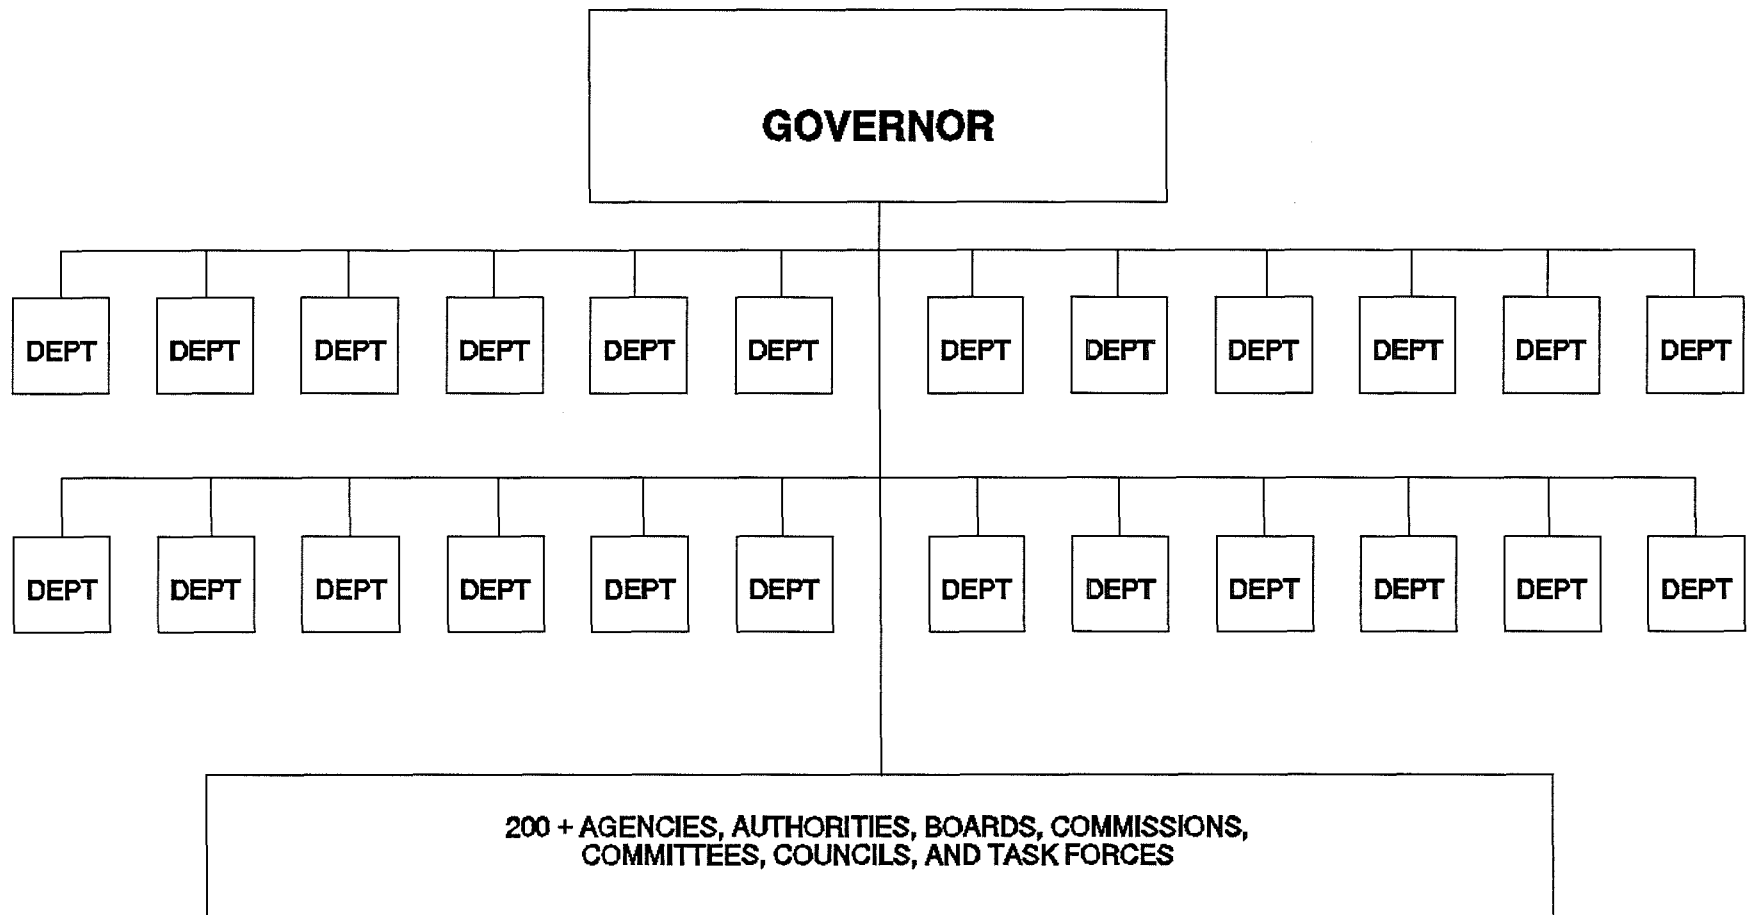 GOVERNOR
DEPT DEPT DEPT DEPT DEPT DEPT DEPT DEPT DEPT DEPT DEPT DEPT
DEPT DEPT DEPT DEPT DEPT DEPT DEPT DEPT DEPT DEPT DEPT DEPT
200 + AGENCIES, AUTHORITIES, BOARDS, COMMISSIONS,
COMMITTEES, COUNCILS, AND TASK FORCES